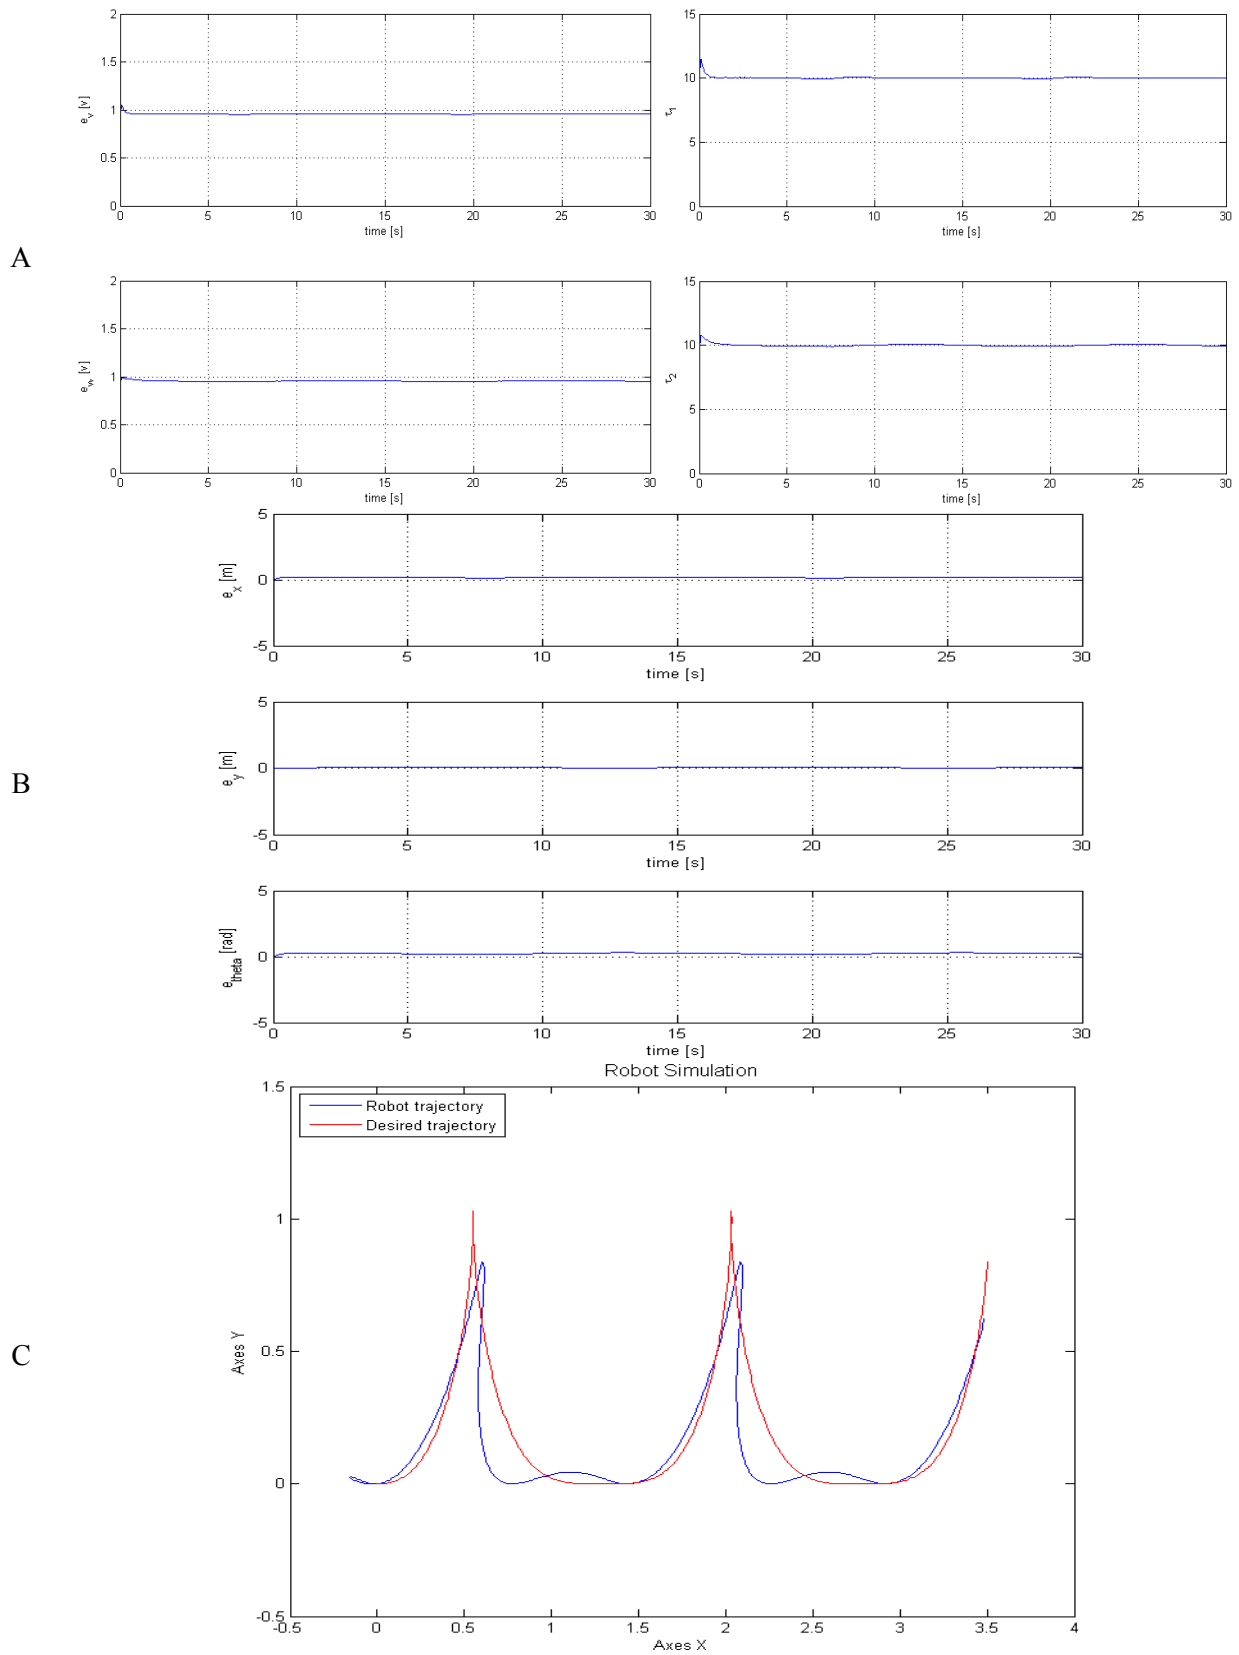 2
1.5
1
0.5
0
e_v [v]
0 5 10 15 20 25 30
time [s]
15
10
5
0
τ_1
0 5 10 15 20 25 30
time [s]
A
2
1.5
1
0.5
0
e_w [v]
0 5 10 15 20 25 30
time [s]
15
10
5
0
τ_2
0 5 10 15 20 25 30
time [s]
5
0
-5
e_x [m]
0 5 10 15 20 25 30
time [s]
B
5
0
-5
e_y [m]
0 5 10 15 20 25 30
time [s]
5
0
-5
e_theta [rad]
0 5 10 15 20 25 30
time [s]
Robot Simulation
C
1.5
1
0.5
0
-0.5
Axes Y
Robot trajectory
Desired trajectory
-0.5 0 0.5 1 1.5 2 2.5 3 3.5 4
Axes X